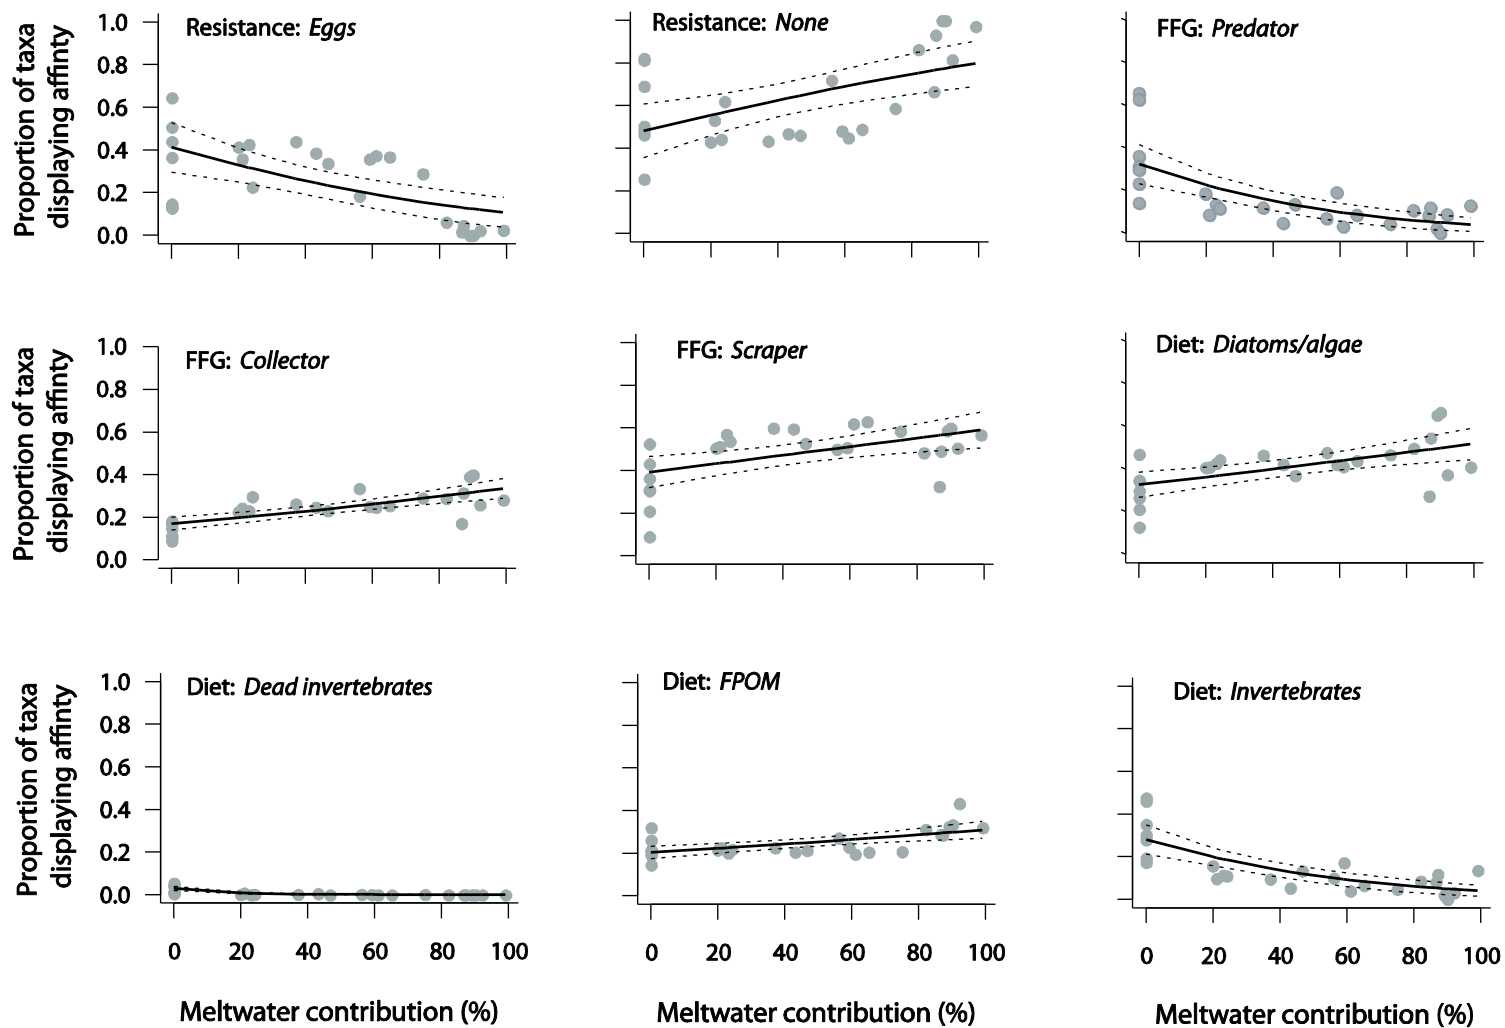 Resistance: Eggs
Resistance: None
FFG: Predator
Proportion of taxa
displaying affinty
1.0
0.8
0.6
0.4
0.2
0.0
FFG: Collector
FFG: Scraper
Diet: Diatoms/algae
Proportion of taxa
displaying affinty
1.0
0.8
0.6
0.4
0.2
0.0
Diet: Dead invertebrates
Diet: FPOM
Diet: Invertebrates
Proportion of taxa
displaying affinty
1.0
0.8
0.6
0.4
0.2
0.0
0 20 40 60 80 100
0 20 40 60 80 100
0 20 40 60 80 100
Meltwater contribution (%)
Meltwater contribution (%)
Meltwater contribution (%)